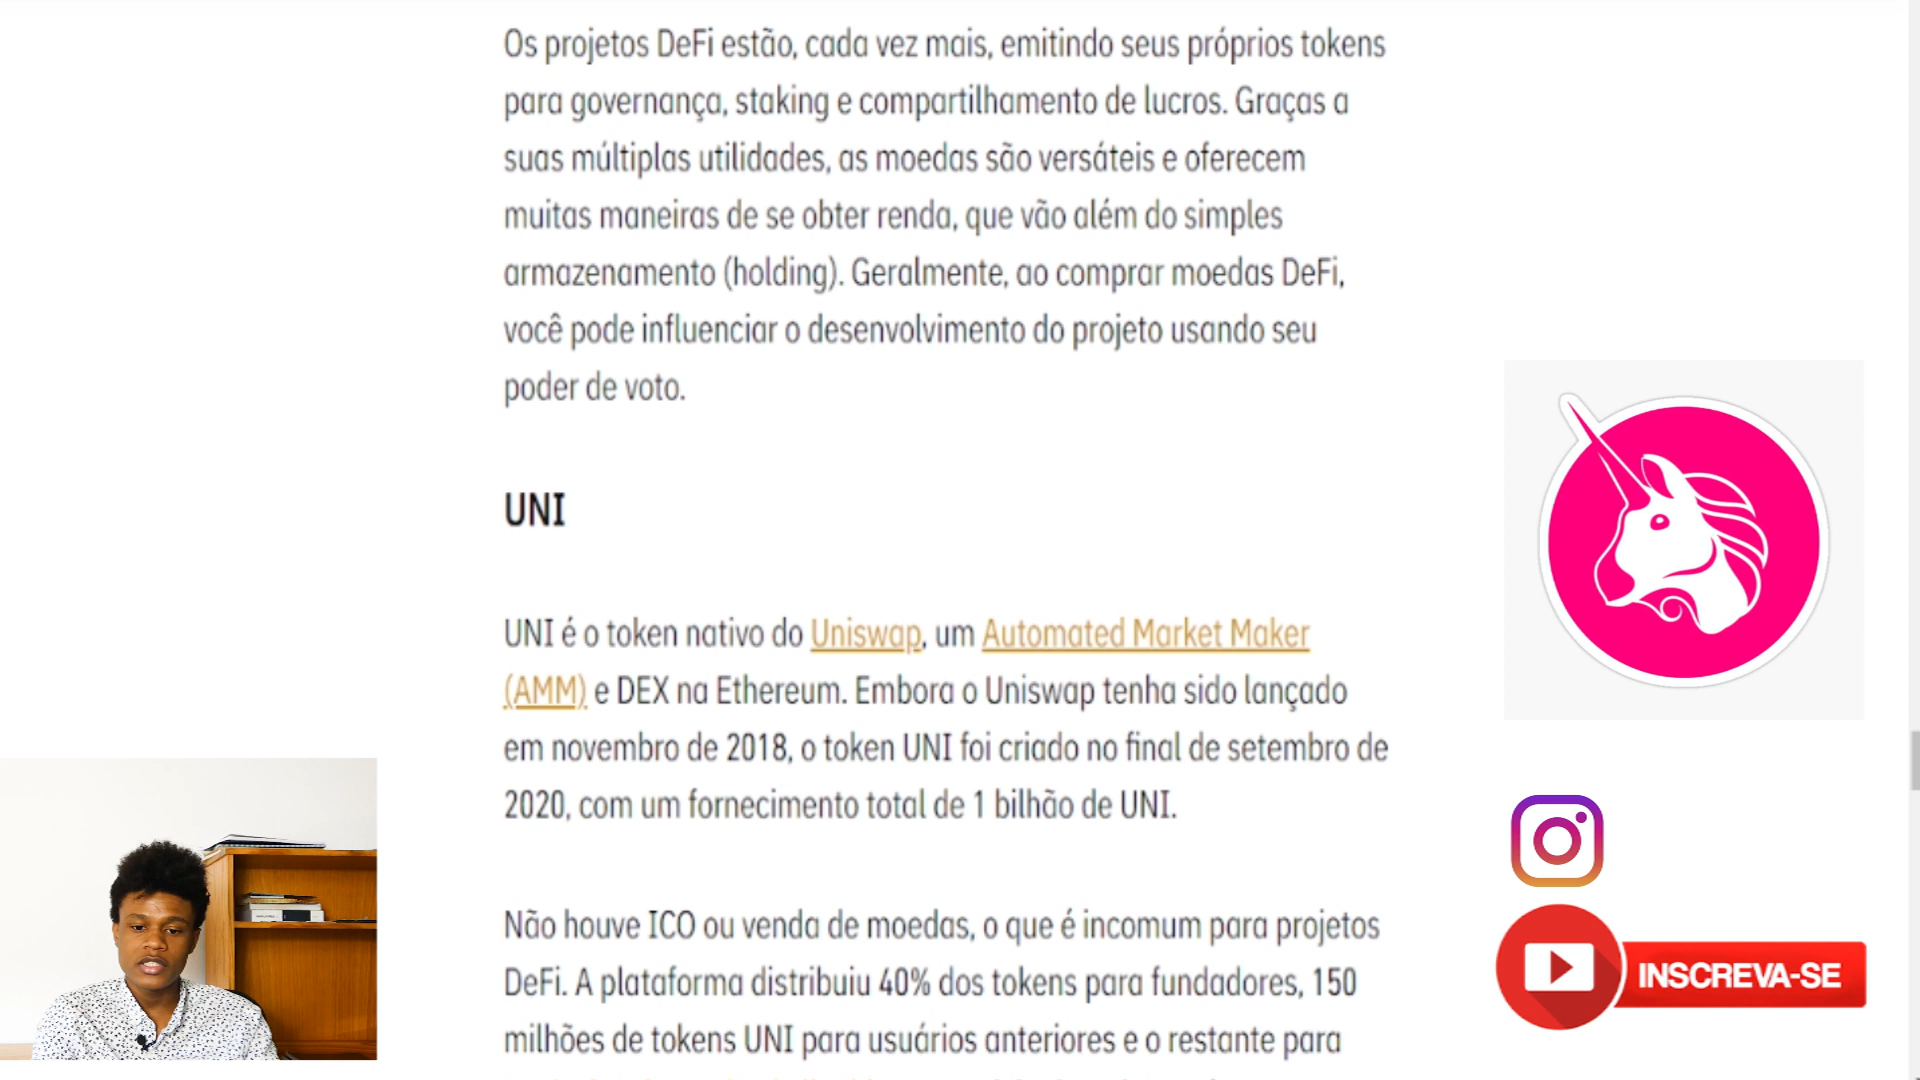 Os projetos DeFi estão, cada vez mais, emitindo seus próprios tokens
para governança, staking e compartilhamento de lucros. Graças a
suas múltiplas utilidades, as moedas são versáteis e oferecem
muitas maneiras de se obter renda, que vão além do simples
armazenamento (holding). Geralmente, ao comprar moedas DeFi,
você pode influenciar o desenvolvimento do projeto usando seu
poder de voto.
UNI
UNI é o token nativo do Uniswap, um Automated Market Maker
(AMM) e DEX na Ethereum. Embora o Uniswap tenha sido lançado
em novembro de 2018, o token UNI foi criado no final de setembro de
2020, com um fornecimento total de 1 bilhão de UNI.
Não houve ICO ou venda de moedas, o que é incomum para projetos
DeFi. A plataforma distribuiu 40% dos tokens para fundadores, 150
milhões de tokens UNI para usuários anteriores e o restante para
INSCREVA-SE